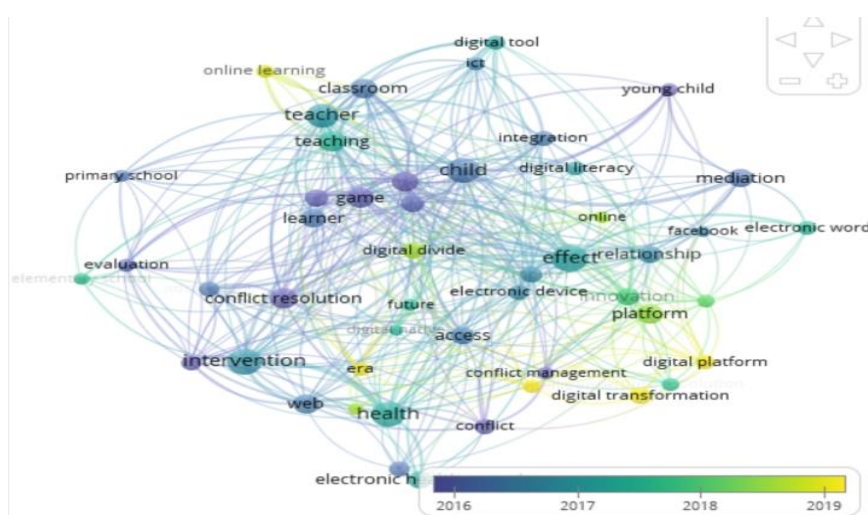 digital tool
online learning
ict
classroom
young child
teacher
teaching
integration
primary school
child
digital literacy
mediation
game
learner
online
facebook
electronic word
digital divide
effect
relationship
evaluation
electronic device
innovation
conflict resolution
future
platform
access
intervention
era
conflict management
digital platform
digital transformation
web
health
conflict
electronic h
2016
2017
2018
2019